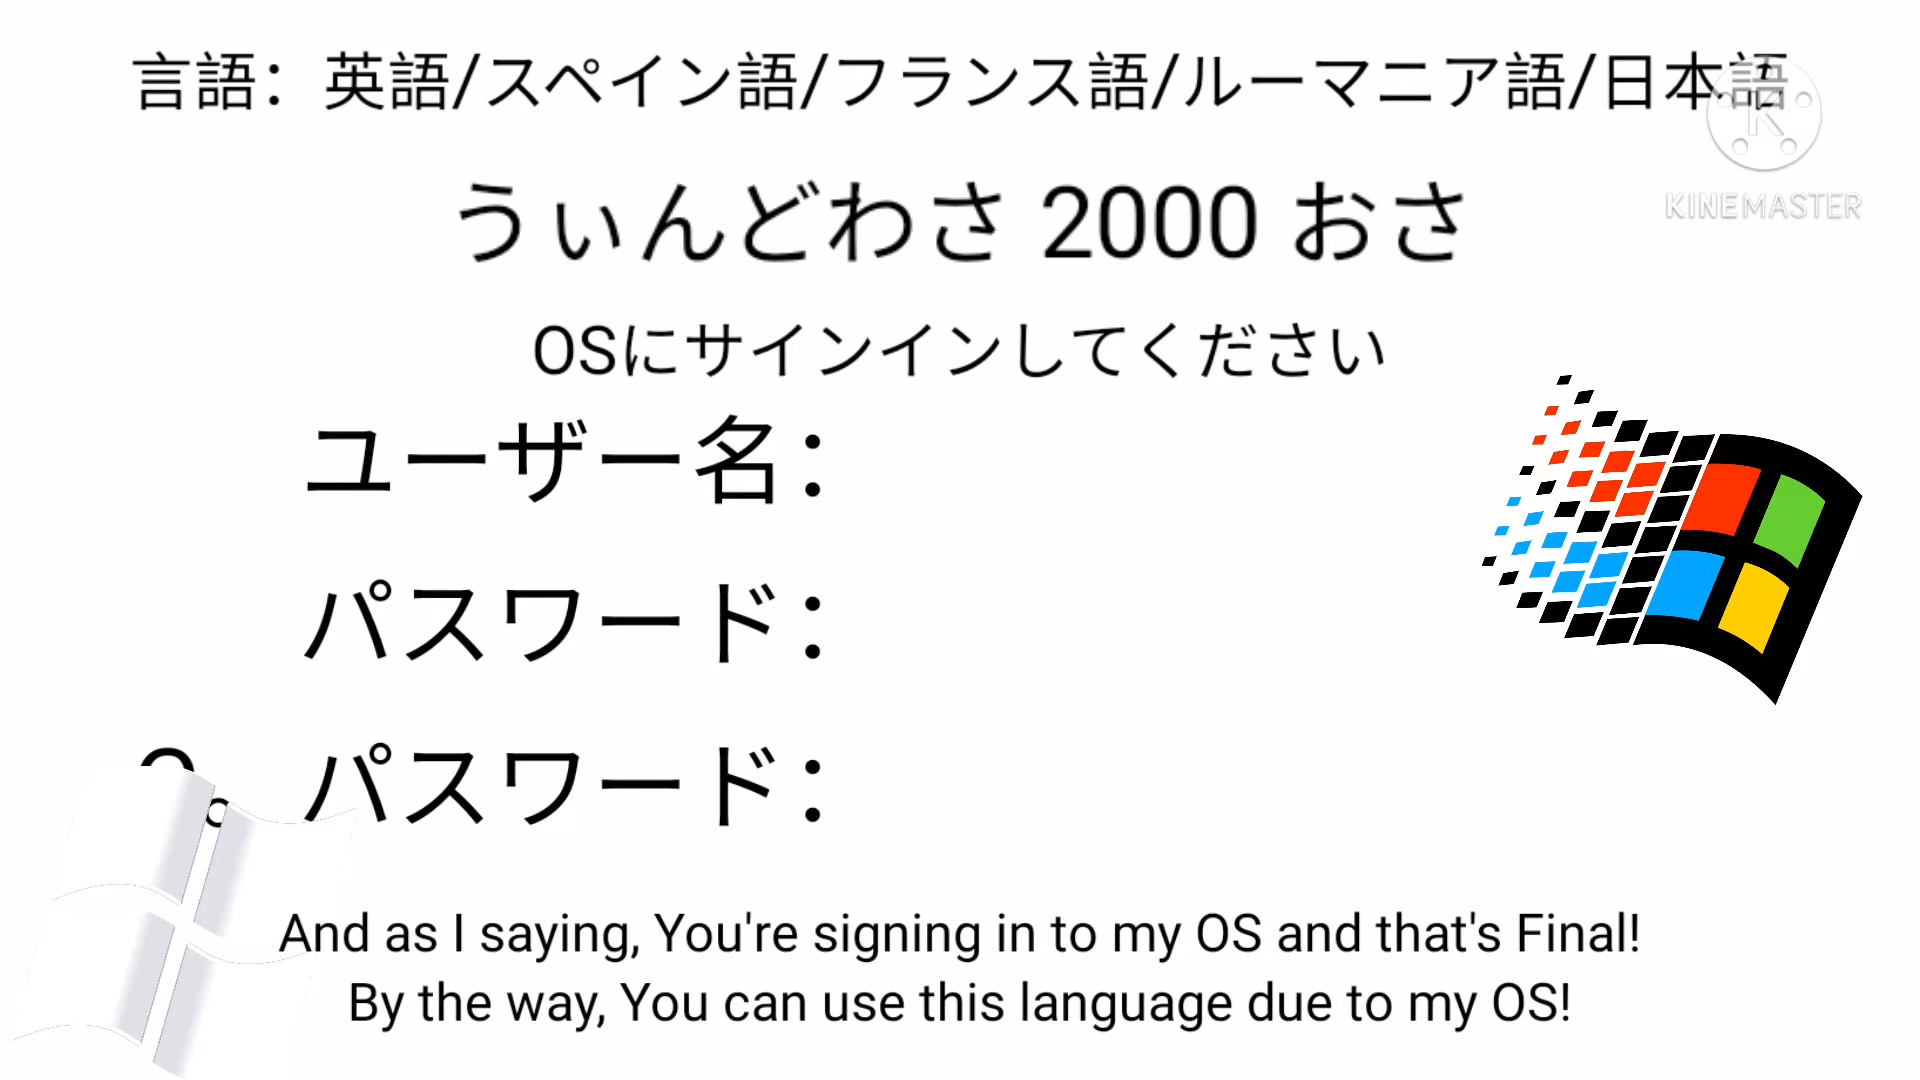 言語：英語/スペイン語/フランス語/ルーマニア語/日本語
KINEMASTER
うぃんどわさ 2000 おさ
OSにサインインしてください
ユーザー名：
パスワード：
パスワード：
And as I saying, You're signing in to my OS and that's Final!
By the way, You can use this language due to my OS!